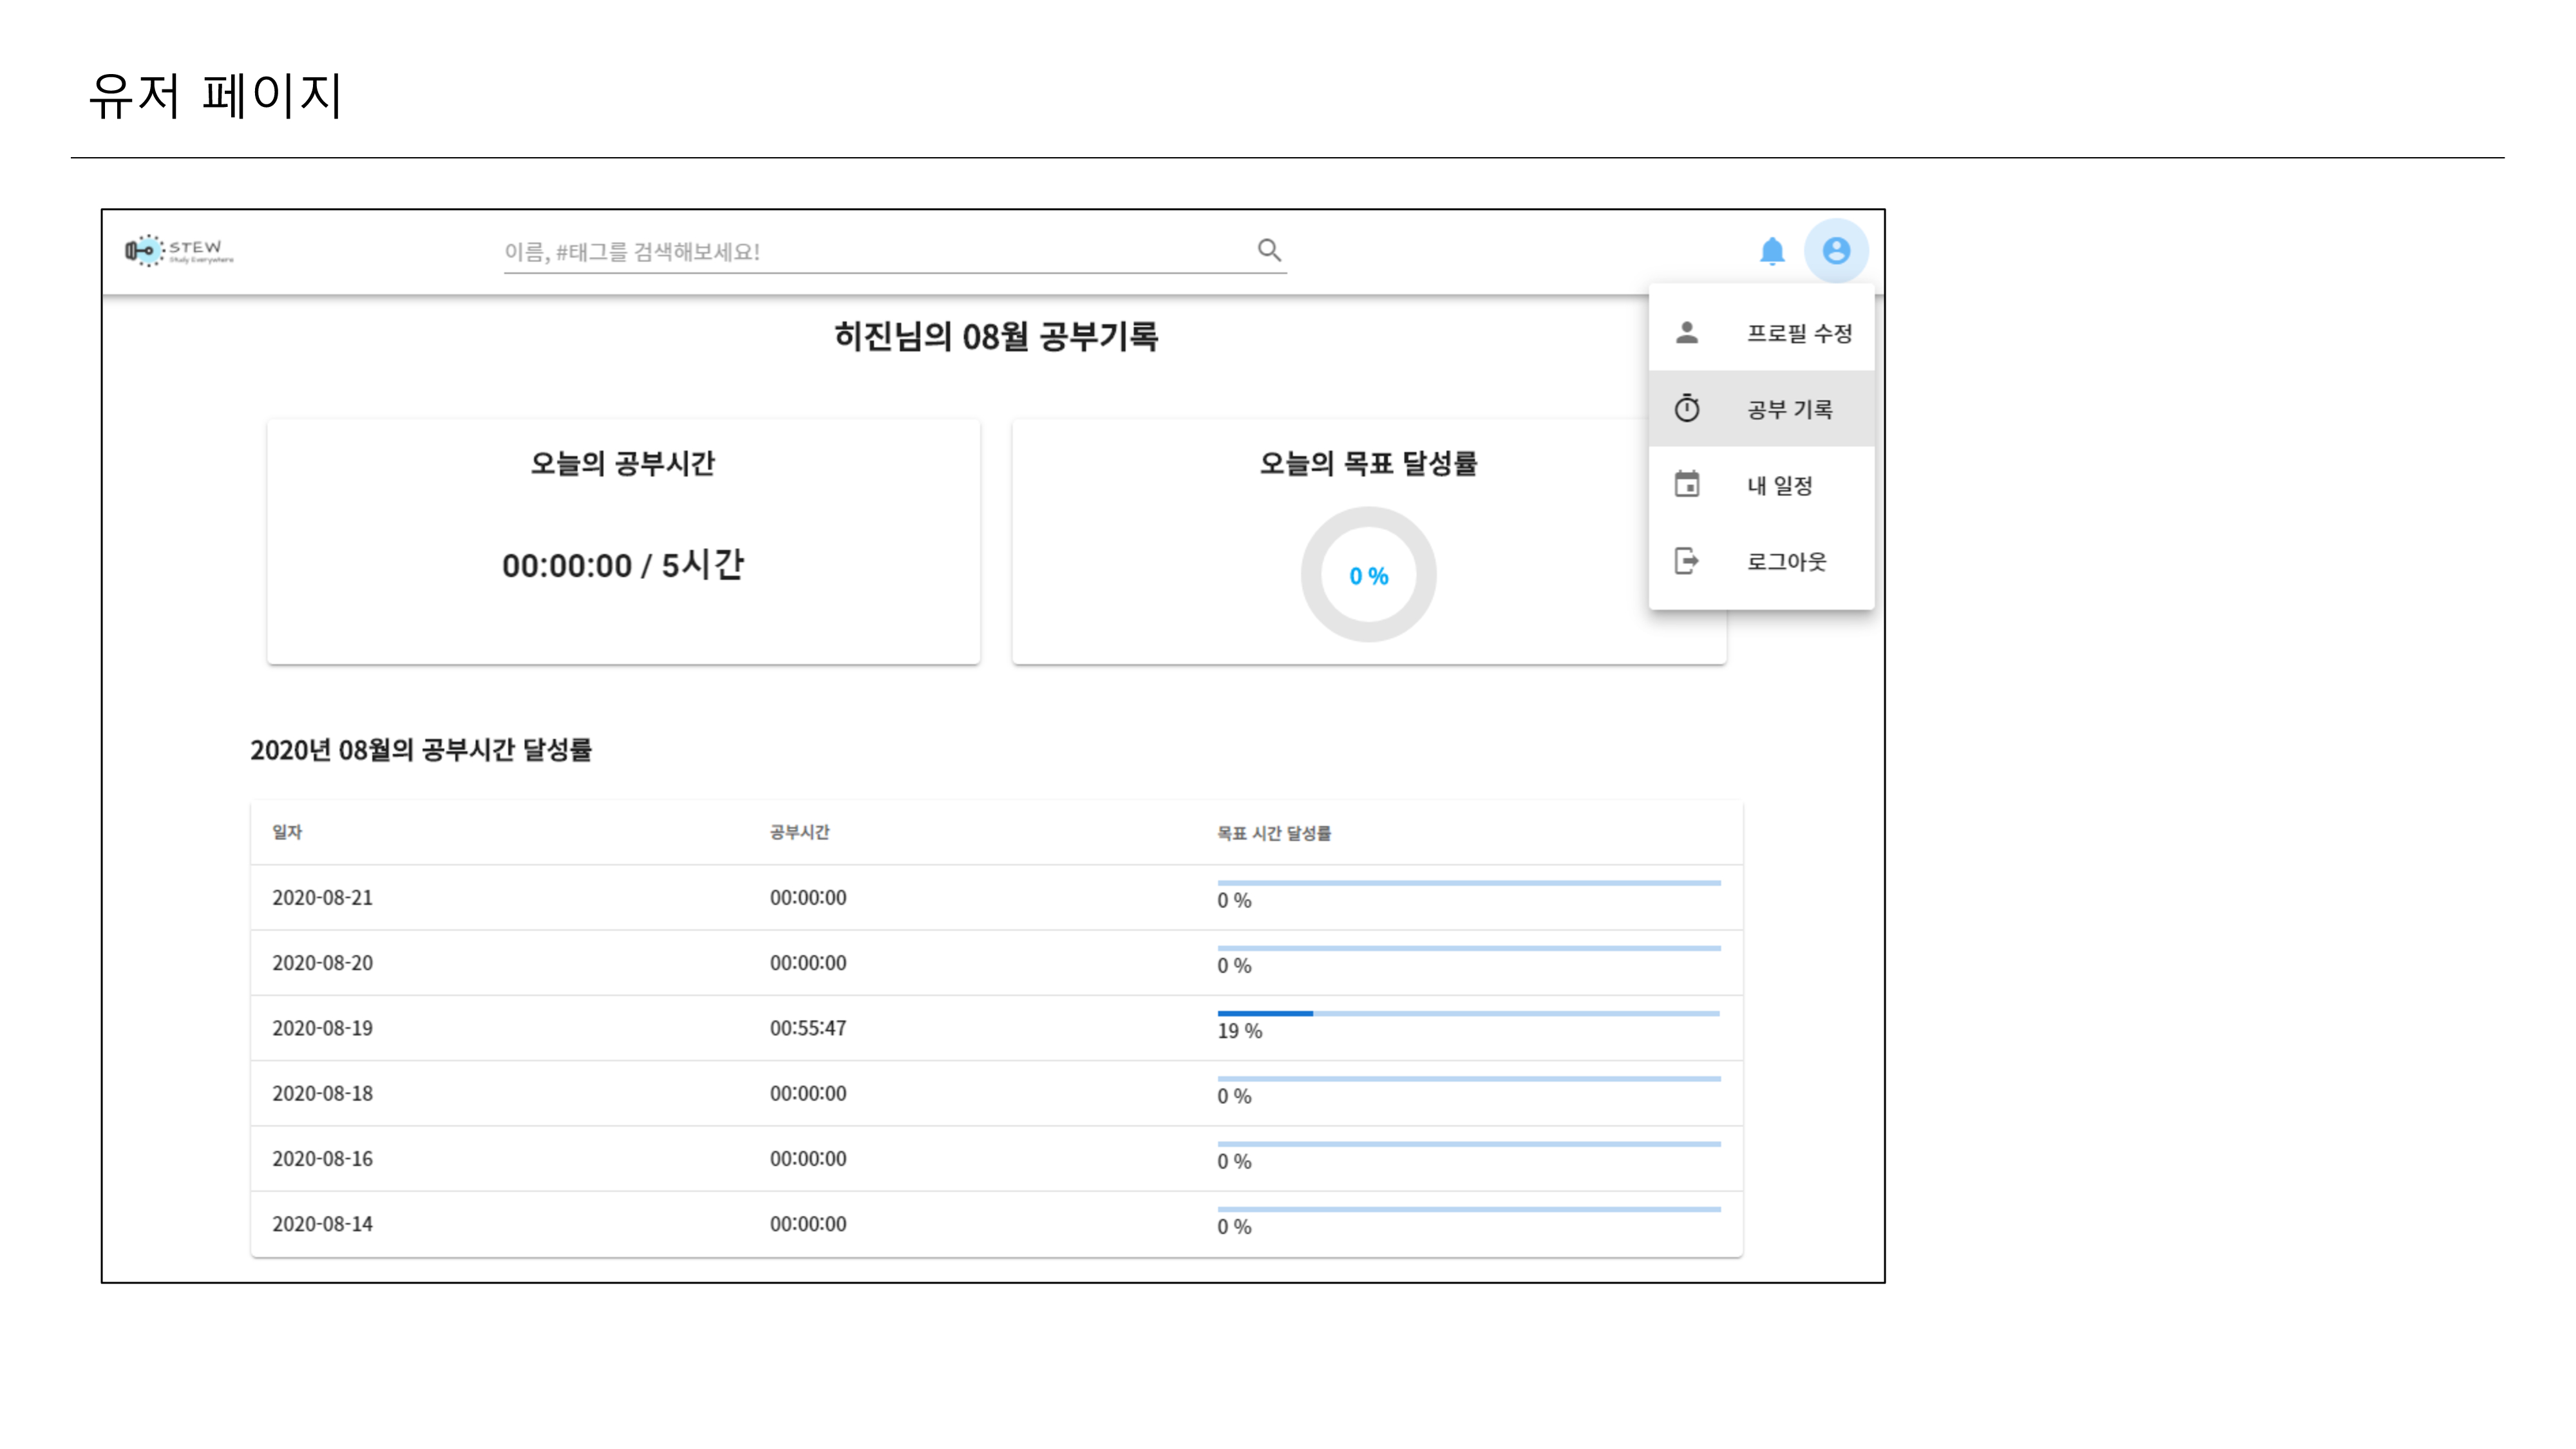 유저 페이지
STEW
Study Everywhere
이름, #태그를 검색해보세요!
프로필 수정
공부 기록
내 일정
로그아웃
히진님의 08월 공부기록
오늘의 공부시간
00:00:00 / 5시간
오늘의 목표 달성률
0 %
2020년 08월의 공부시간 달성률
일자 공부시간 목표 시간 달성률
2020-08-21 00:00:00 0 %
2020-08-20 00:00:00 0 %
2020-08-19 00:55:47 19 %
2020-08-18 00:00:00 0 %
2020-08-16 00:00:00 0 %
2020-08-14 00:00:00 0 %